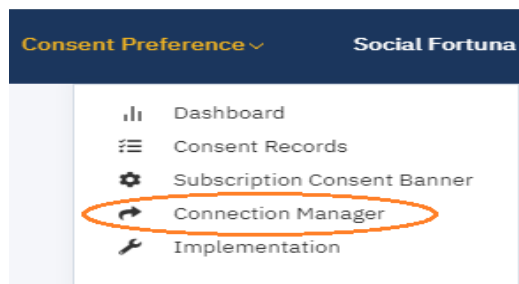 Consent Preference Social Fortuna
Dashboard
Consent Records
Subscription Consent Banner
Connection Manager
Implementation